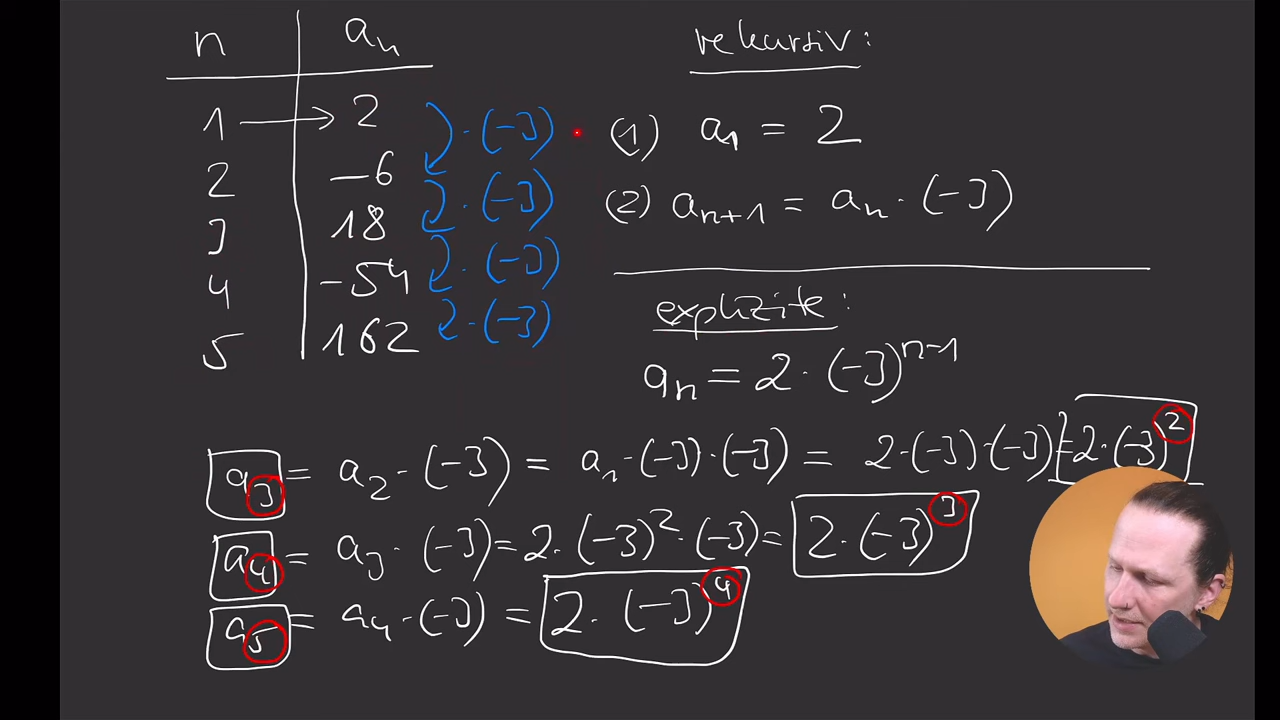 n aₙ
1 → 2
2 −6
3 18
4 −54
5 162
· (−3)
· (−3)
· (−3)
· (−3)
rekursiv:
(1) a₁ = 2
(2) aₙ₊₁ = aₙ · (−3)
explizite:
aₙ = 2 · (−3)ⁿ⁻¹
a₃ = a₂ · (−3) = a₁ · (−3) · (−3) = 2 · (−3) · (−3) = 2 · (−3)²
a₄ = a₃ · (−3) = 2 · (−3)² · (−3) = 2 · (−3)³
a₅ = a₄ · (−3) = 2 · (−3)⁴